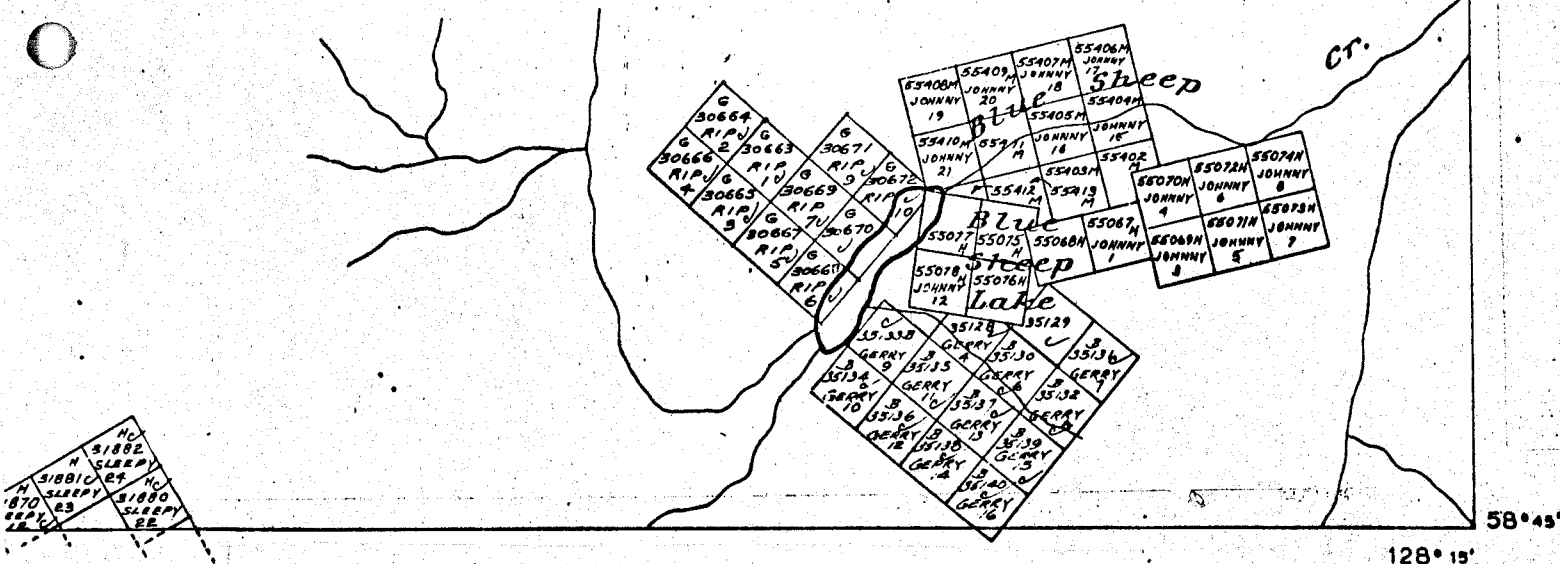 Cr.
55408M
JOHNNY
19
55409M
JOHNNY
20
55407M
JOHNNY
18
55406M
JOHNNY
17
Blue Sheep
55410M
JOHNNY
21
55411
M
55405M
JOHNNY
16
55404M
JOHNNY
15
55412
M
55403M
55413
M
55402
M
55070H
JOHNNY
4
55072H
JOHNNY
6
55074H
JOHNNY
8
55069H
JOHNNY
3
55071H
JOHNNY
5
55073H
JOHNNY
7
55068H
55067H
JOHNNY
1
Blue
Sheep
Lake
55077
H
55075
H
55078H
JOHNNY
12
55076H
G
30664
RIP
2
G
30666
RIP
4
G
30663
RIP
1
G
30665
RIP
3
G
30671
RIP
9
G
30672
RIP
10
G
30669
RIP
7
G
30667
RIP
5
G
30670
G
RIP
6
35133B
GERRY
9
35128
GERRY
4
35129
B
35134
GERRY
10
B
35135
GERRY
11
B
35130
GERRY
6
B
GERRY
7
B
35136
GERRY
12
B
35137
GERRY
13
B
35132
GERRY
B
35138
GERRY
14
B
35139
GERRY
15
B
35140
GERRY
16
H
31882
SLEEPY
24
H
31881
SLEEPY
23
H
31880
SLEEPY
22
H
58°45'
128°15'